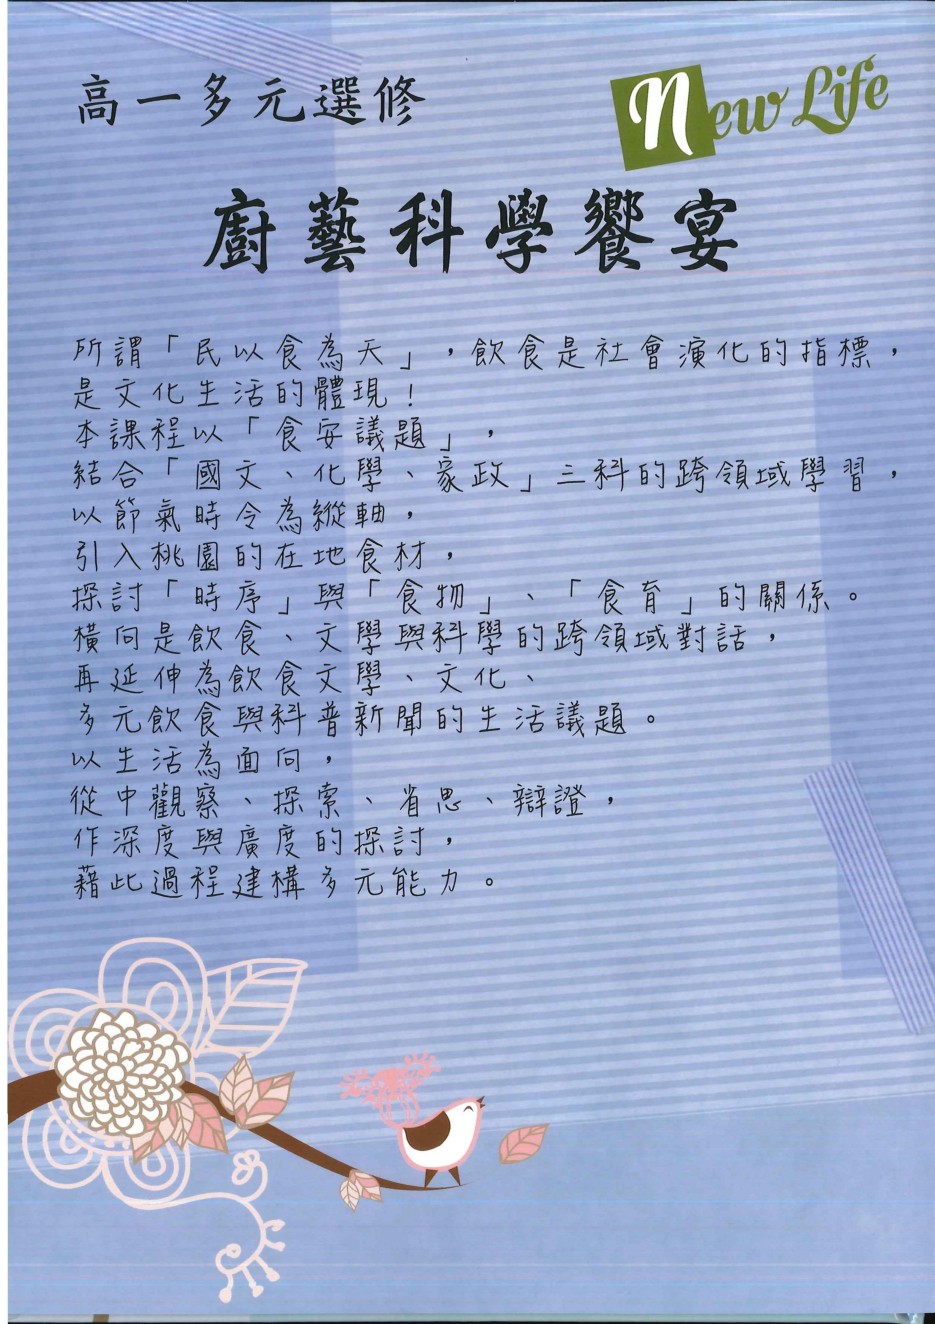 高一多元選修
New Life
廚藝科學饗宴
所謂「民以食為天」，飲食是社會演化的指標，
是文化生活的體現！
本課程以「食安議題」，
結合「國文、化學、家政」三科的跨領域學習，
以節氣時令為縱軸，
引入桃園的在地食材，
探討「時序」與「食物」、「食育」的關係。
橫向是飲食、文學與科學的跨領域對話，
再延伸為飲食文學、文化、
多元飲食與科普新聞的生活議題。
以生活為面向，
從中觀察、探索、省思、辯證，
作深度與廣度的探討，
藉此過程建構多元能力。